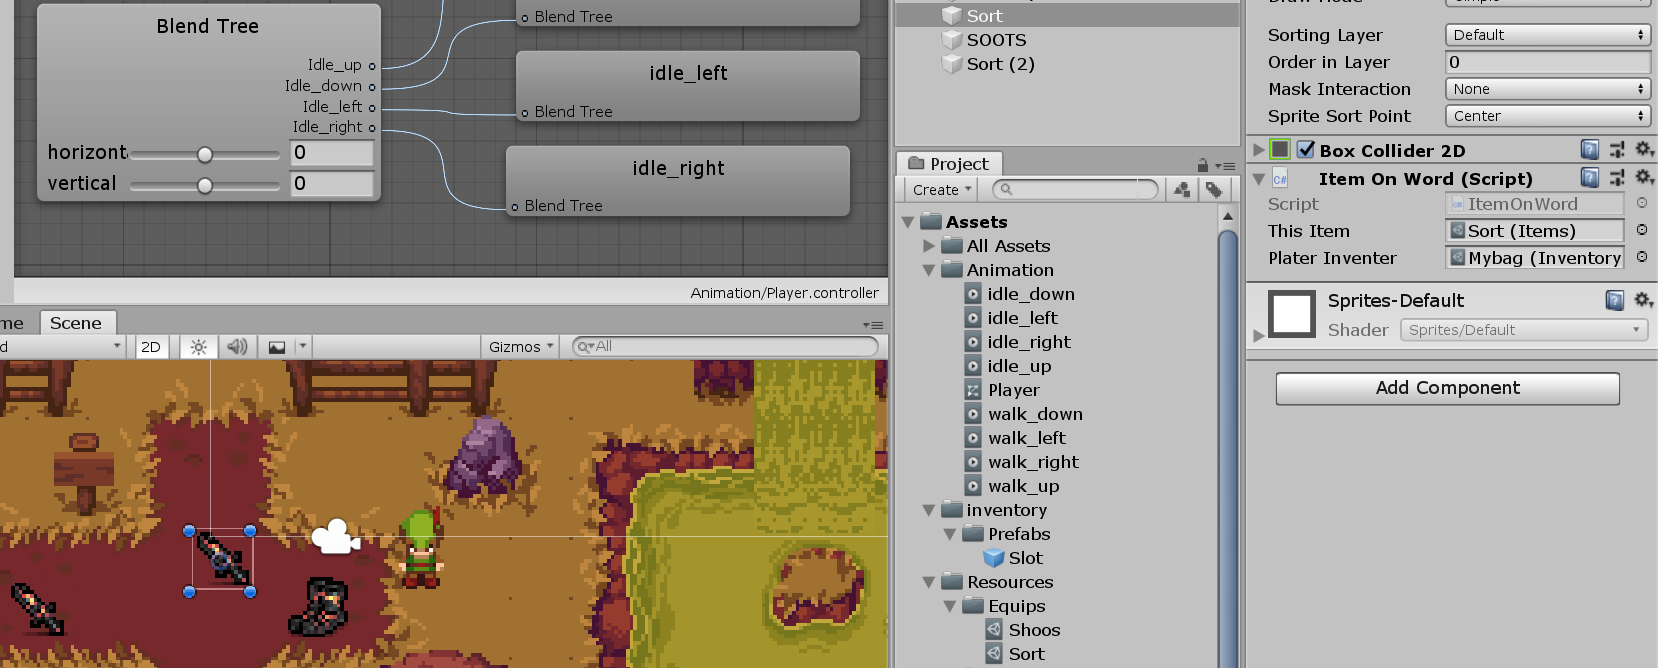 Blend Tree
Idle_up
Idle_down
Idle_left
Idle_right
horizont
0
vertical
0
Blend Tree
idle_left
Blend Tree
idle_right
Blend Tree
Animation/Player.controller
me
Scene
d
2D
Gizmos
All
Sort
SOOTS
Sort (2)
Project
Create
Assets
All Assets
Animation
idle_down
idle_left
idle_right
idle_up
Player
walk_down
walk_left
walk_right
walk_up
inventory
Prefabs
Slot
Resources
Equips
Shoos
Sort
Draw Mode
Simple
Sorting Layer
Default
Order in Layer
0
Mask Interaction
None
Sprite Sort Point
Center
Box Collider 2D
C#
Item On Word (Script)
Script
ItemOnWord
This Item
Sort (Items)
Plater Inventer
Mybag (Inventory
Sprites-Default
Shader
Sprites/Default
Add Component